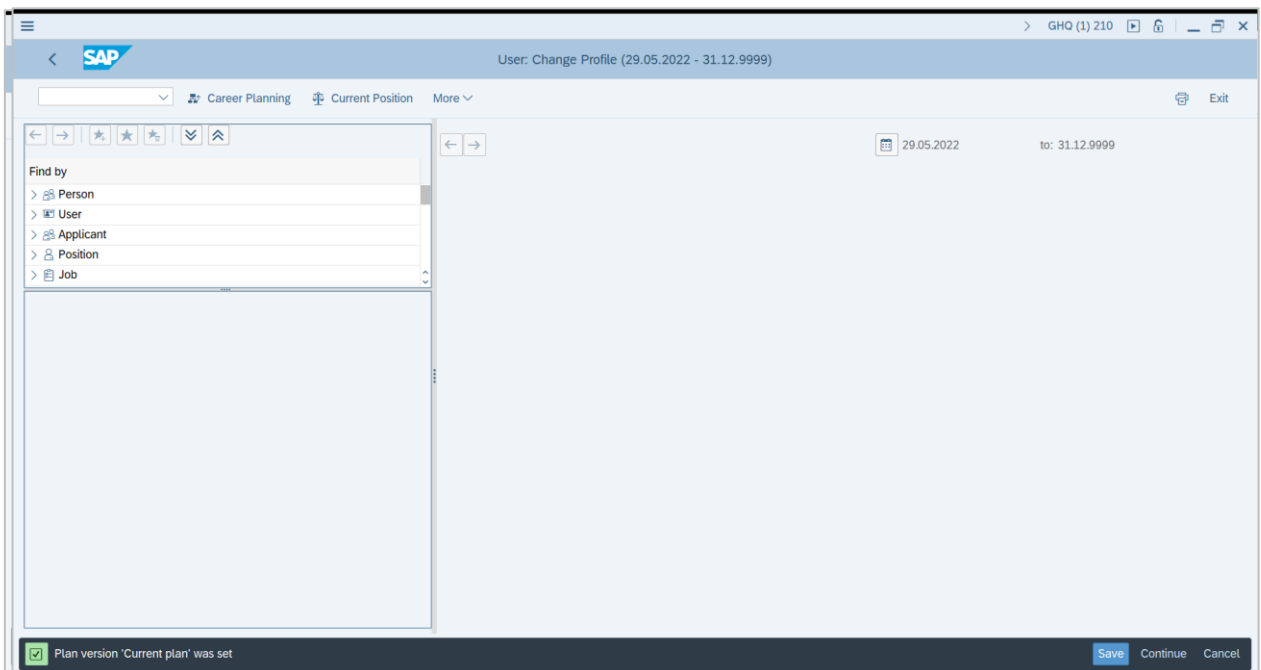 GHQ (1) 210
SAP
User: Change Profile (29.05.2022 - 31.12.9999)
Career Planning Current Position More Exit
29.05.2022 to: 31.12.9999
Find by
Person
User
Applicant
Position
Job
Plan version 'Current plan' was set Save Continue Cancel